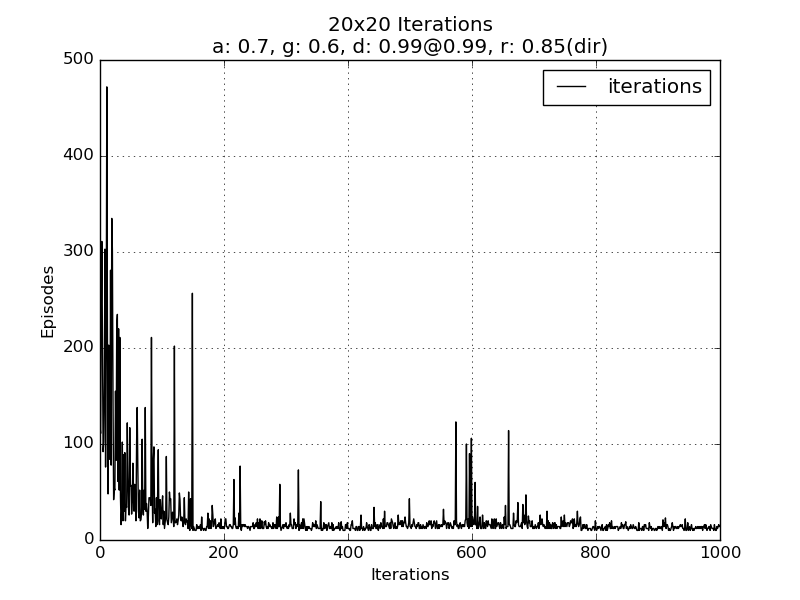 20x20 Iterations
a: 0.7, g: 0.6, d: 0.99@0.99, r: 0.85(dir)
500
iterations
400
300
Episodes
200
100
0
0 200 400 600 800 1000
Iterations